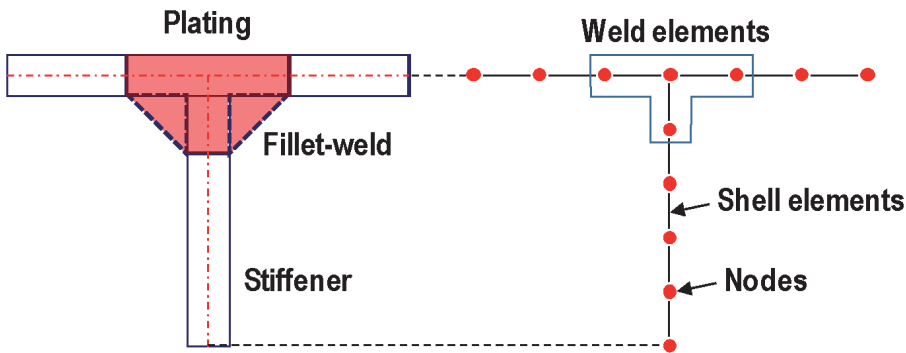 Plating
Weld elements
Fillet-weld
Shell elements
Stiffener
Nodes